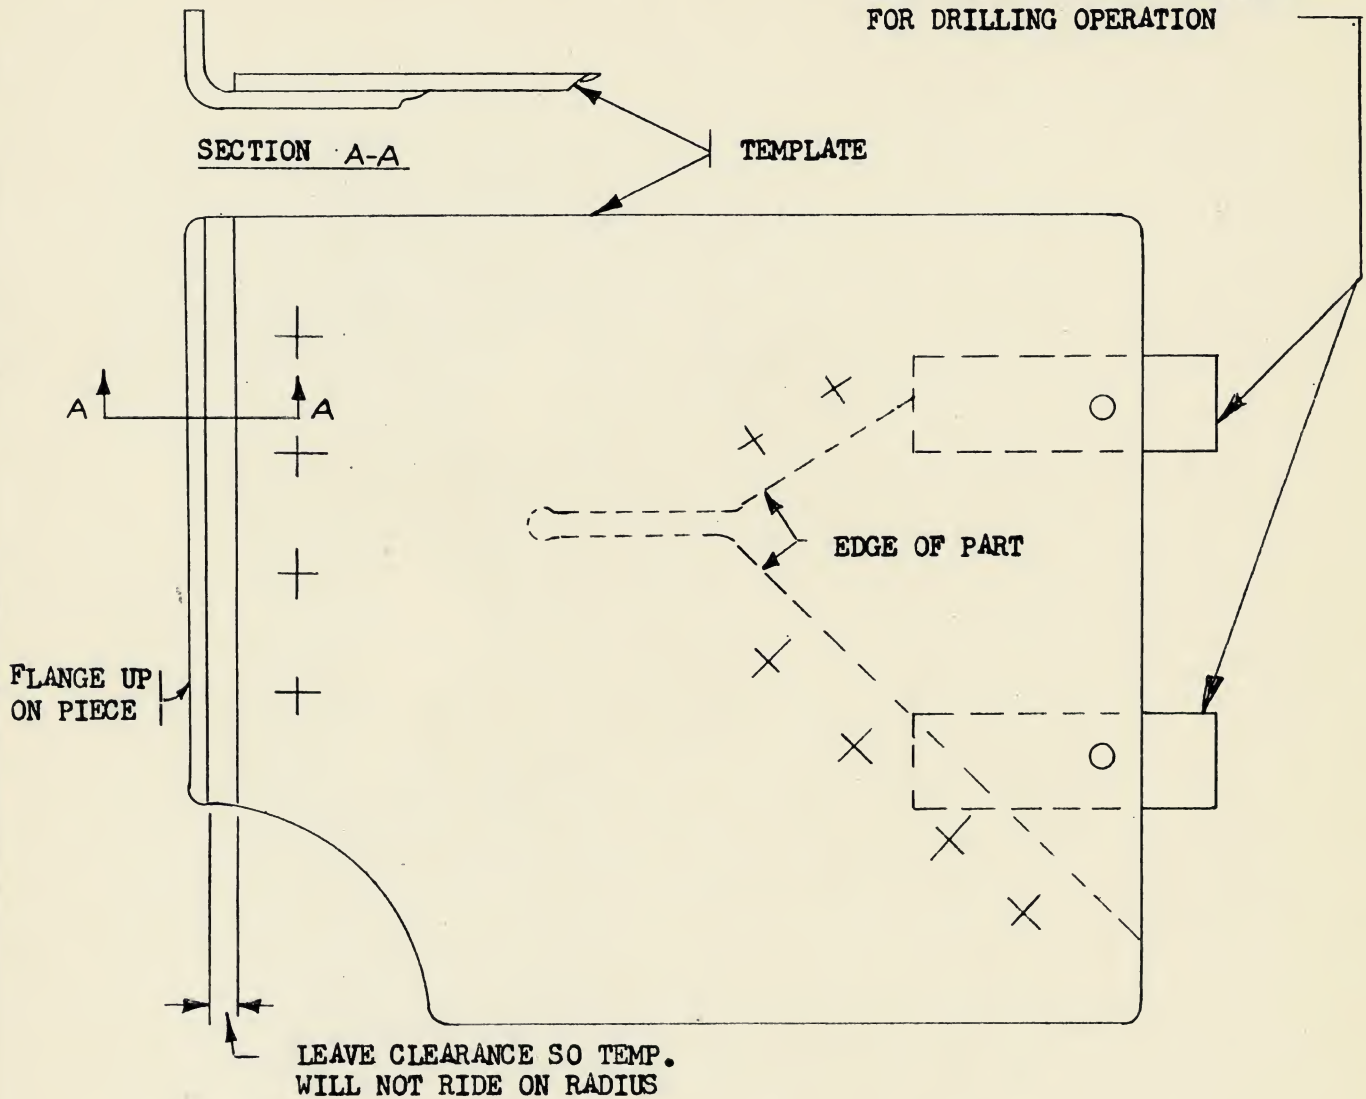 FOR DRILLING OPERATION
SECTION A-A
TEMPLATE
A
A
EDGE OF PART
FLANGE UP
ON PIECE
LEAVE CLEARANCE SO TEMP.
WILL NOT RIDE ON RADIUS